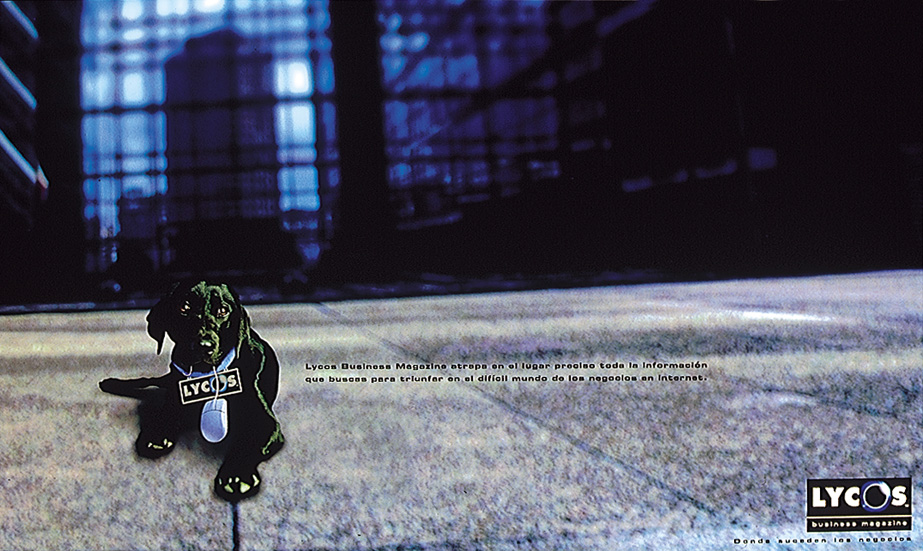 LYCOS
Lycos Business Magazine atrapa en el lugar preciso toda la información
que buscas para triunfar en el difícil mundo de los negocios en Internet.
LYCOS
business magazine
Donde suceden los negocios